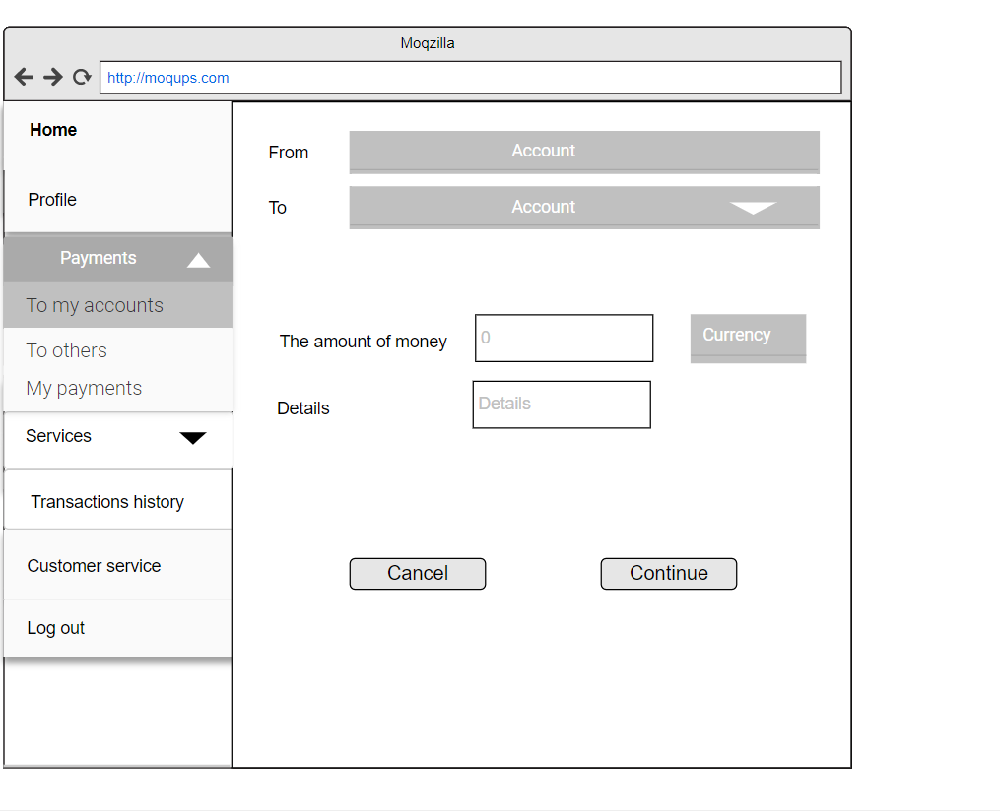 Moqzilla
http://moqups.com
Home
Profile
Payments
To my accounts
To others
My payments
Services
Transactions history
Customer service
Log out
From
Account
To
Account
The amount of money
0
Currency
Details
Details
Cancel
Continue